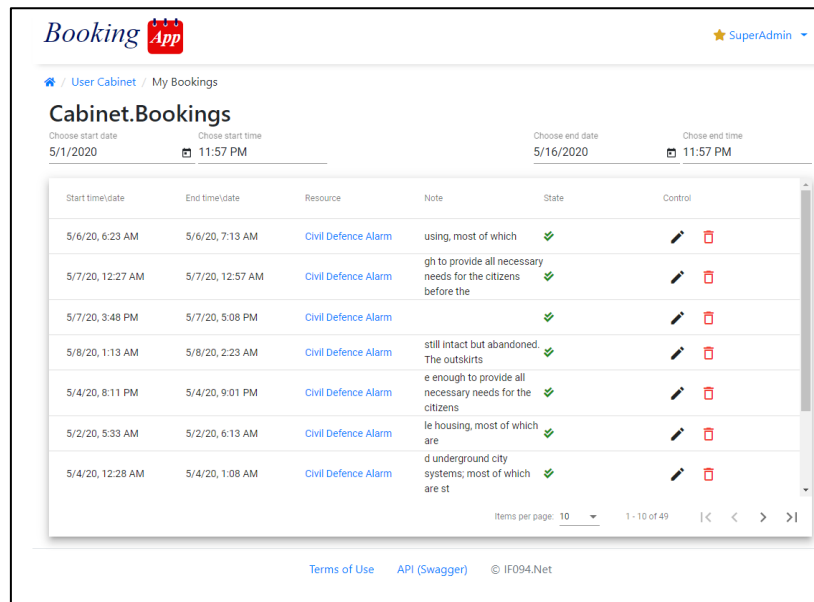 Booking App
SuperAdmin
/ User Cabinet / My Bookings
Cabinet.Bookings
Choose start date Chose start time Choose end date Chose end time
5/1/2020 11:57 PM 5/16/2020 11:57 PM
Start time\date End time\date Resource Note State Control
5/6/20, 6:23 AM 5/6/20, 7:13 AM Civil Defence Alarm using, most of which
gh to provide all necessary
5/7/20, 12:27 AM 5/7/20, 12:57 AM Civil Defence Alarm needs for the citizens
before the
5/7/20, 3:48 PM 5/7/20, 5:08 PM Civil Defence Alarm
still intact but abandoned.
5/8/20, 1:13 AM 5/8/20, 2:23 AM Civil Defence Alarm
The outskirts
e enough to provide all
5/4/20, 8:11 PM 5/4/20, 9:01 PM Civil Defence Alarm necessary needs for the
citizens
le housing, most of which
5/2/20, 5:33 AM 5/2/20, 6:13 AM Civil Defence Alarm
are
d underground city
5/4/20, 12:28 AM 5/4/20, 1:08 AM Civil Defence Alarm systems; most of which
are st
Items per page: 10 1 - 10 of 49
Terms of Use API (Swagger) © IF094.Net